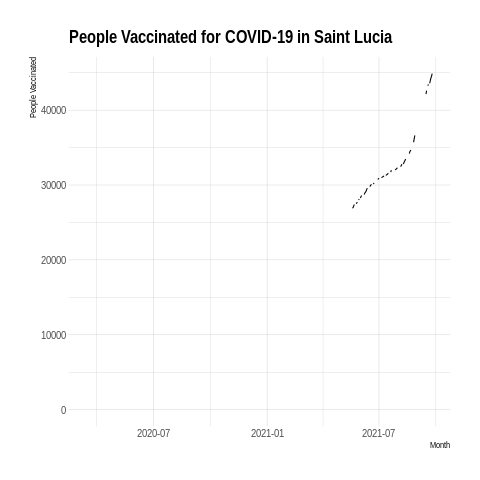 People Vaccinated for COVID-19 in Saint Lucia
People Vaccinated
40000
30000
20000
10000
0
2020-07
2021-01
2021-07
Month